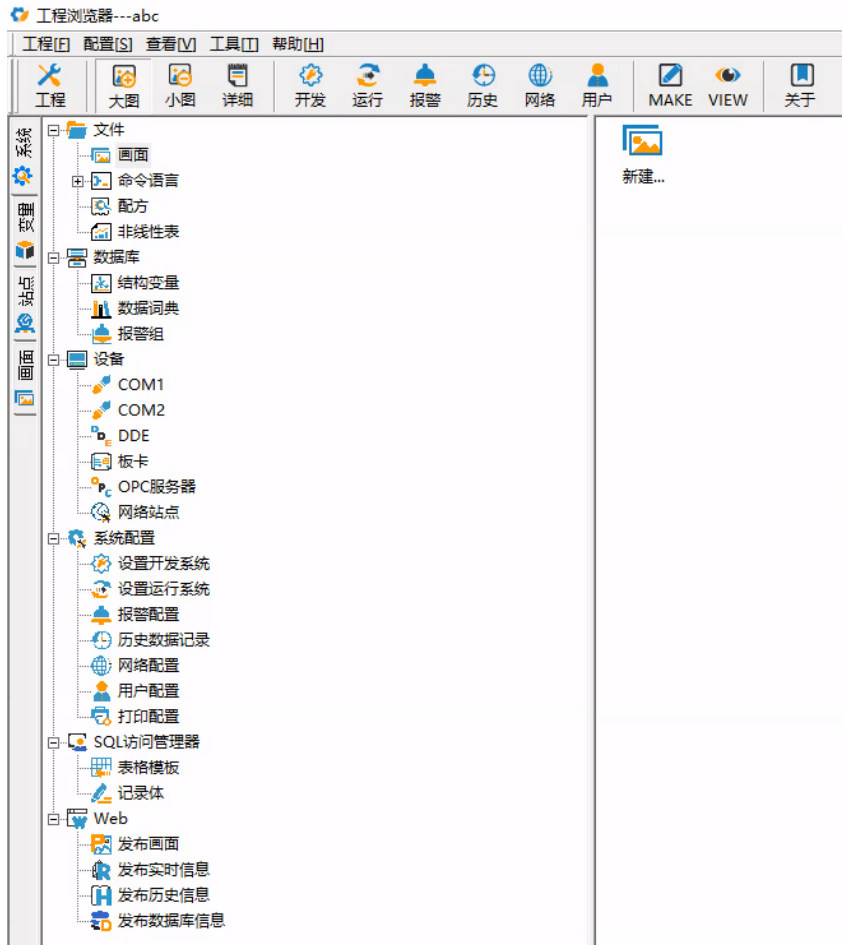 工程浏览器---abc
工程[F] 配置[S] 查看[V] 工具[T] 帮助[H]
工程 大图 小图 详细 开发 运行 报警 历史 网络 用户 MAKE VIEW 关于
系统
变量
站点
画面
文件
画面
命令语言
配方
非线性表
数据库
结构变量
数据词典
报警组
设备
COM1
COM2
DDE
板卡
OPC服务器
网络站点
系统配置
设置开发系统
设置运行系统
报警配置
历史数据记录
网络配置
用户配置
打印配置
SQL访问管理器
表格模板
记录体
Web
发布画面
发布实时信息
发布历史信息
发布数据库信息
新建...